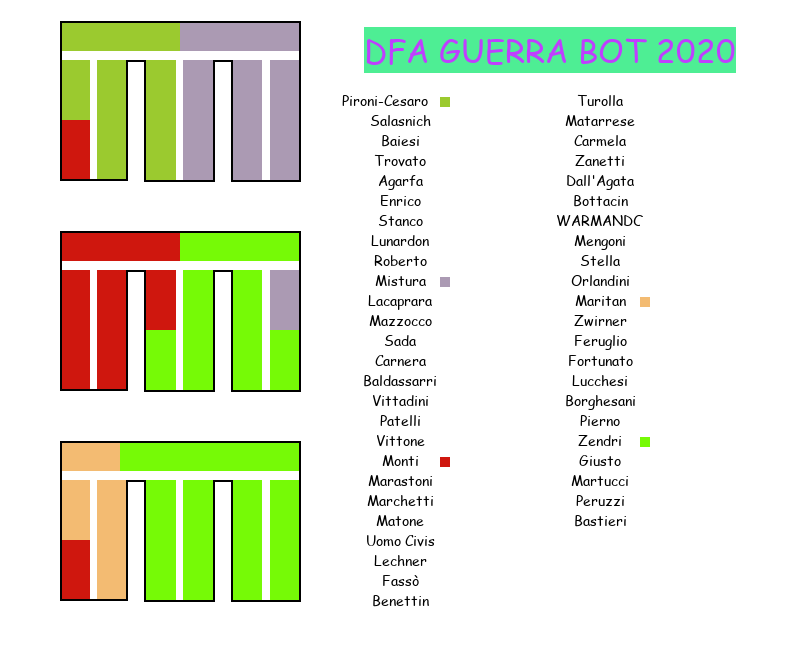 DFA GUERRA BOT 2020
Pironi-Cesaro
Salasnich
Baiesi
Trovato
Agarfa
Enrico
Stanco
Lunardon
Roberto
Mistura
Lacaprara
Mazzocco
Sada
Carnera
Baldassarri
Vittadini
Patelli
Vittone
Monti
Marastoni
Marchetti
Matone
Uomo Civis
Lechner
Fassò
Benettin
Turolla
Matarrese
Carmela
Zanetti
Dall'Agata
Bottacin
WARMANDC
Mengoni
Stella
Orlandini
Maritan
Zwirner
Feruglio
Fortunato
Lucchesi
Borghesani
Pierno
Zendri
Giusto
Martucci
Peruzzi
Bastieri